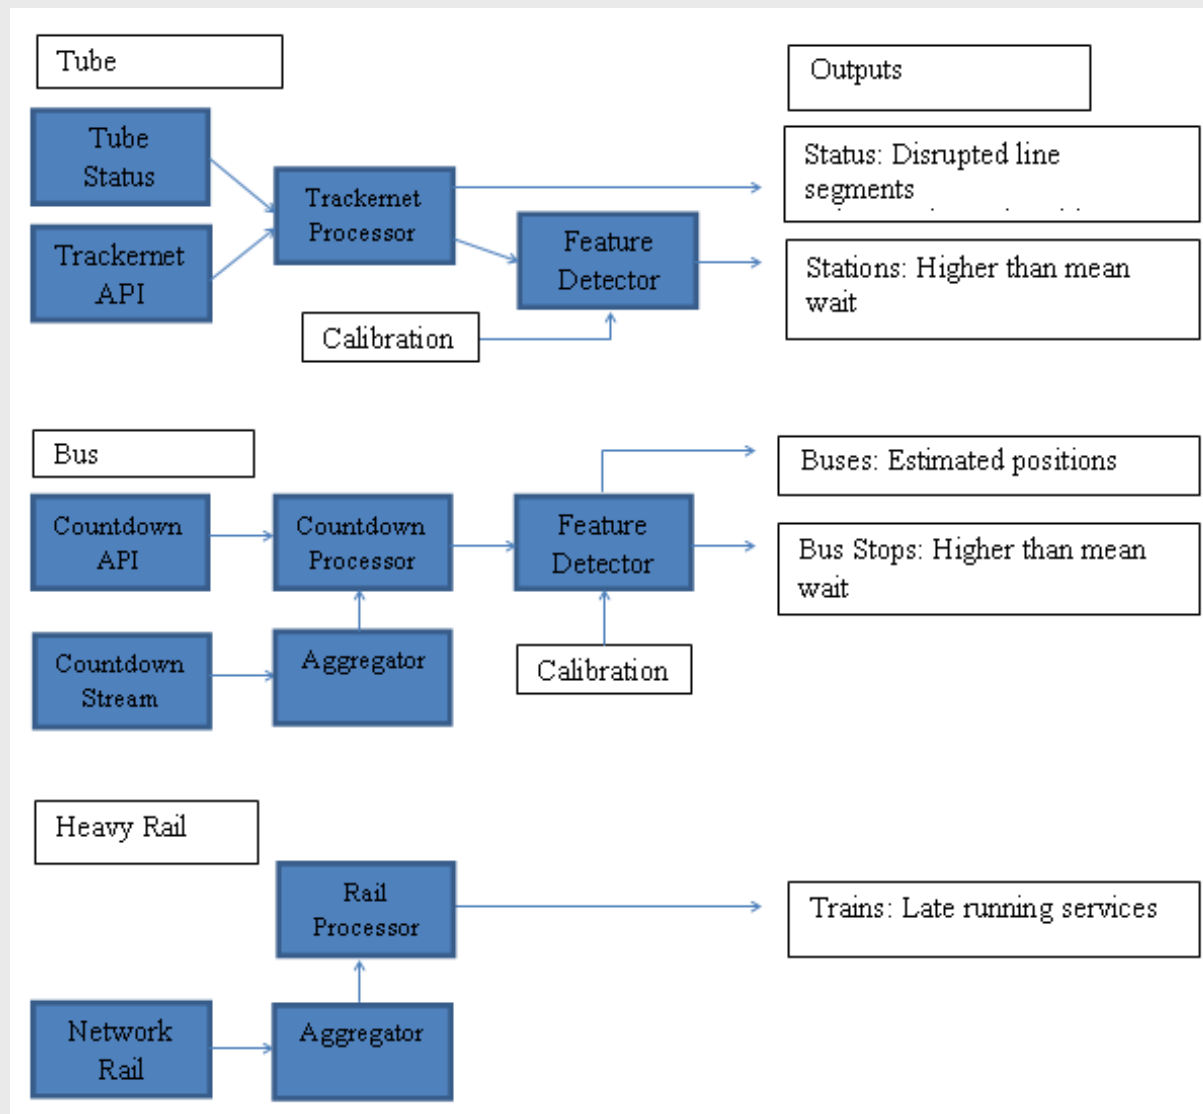 Tube
Outputs
Tube
Status
Trackernet
API
Trackernet
Processor
Feature
Detector
Calibration
Status: Disrupted line
segments
Stations: Higher than mean
wait
Bus
Countdown
API
Countdown
Processor
Feature
Detector
Countdown
Stream
Aggregator
Calibration
Buses: Estimated positions
Bus Stops: Higher than mean
wait
Heavy Rail
Rail
Processor
Network
Rail
Aggregator
Trains: Late running services